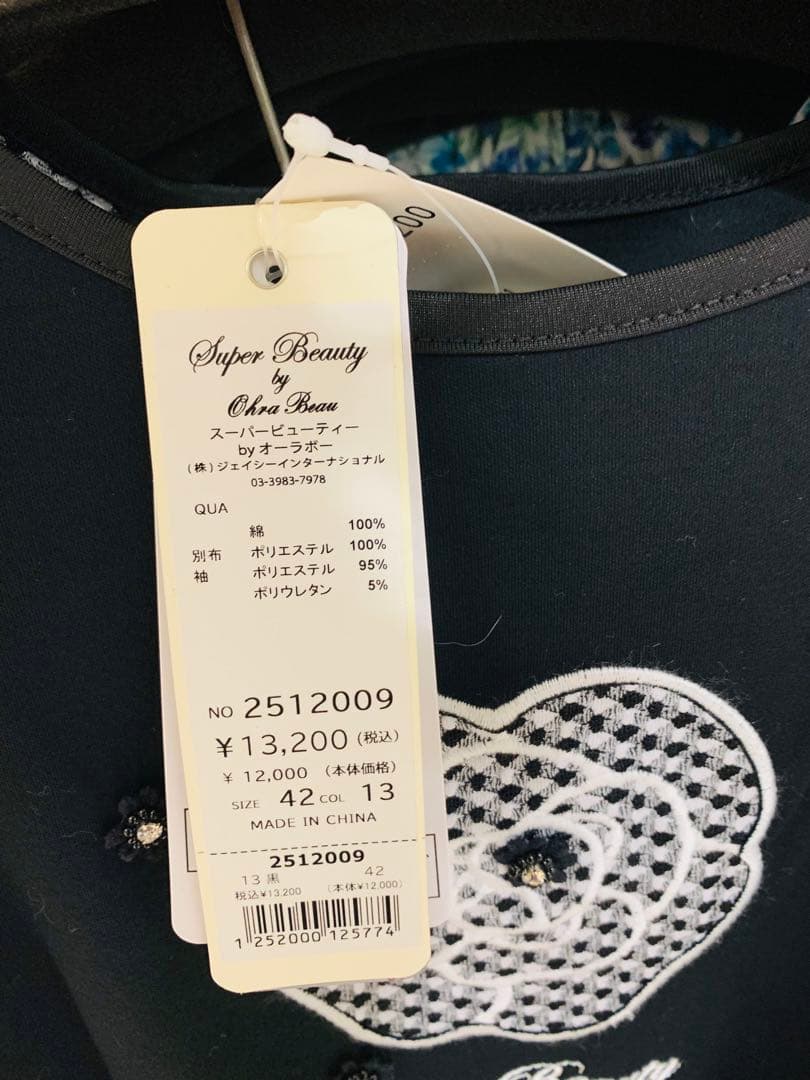 200
Super Beauty
by
Ohra Beau
スーパービューティー
by オーラボー
(株)ジェイシーインターナショナル
03-3983-7978
QUA
綿 100%
別布 ポリエステル 100%
袖 ポリエステル 95%
ポリウレタン 5%
NO 2512009
¥13,200 (税込)
¥ 12,000 (本体価格)
SIZE 42 COL 13
MADE IN CHINA
2512009
13 黒 42
税込¥13,200 (本体¥12,000)
1 252000 125774
Beauty